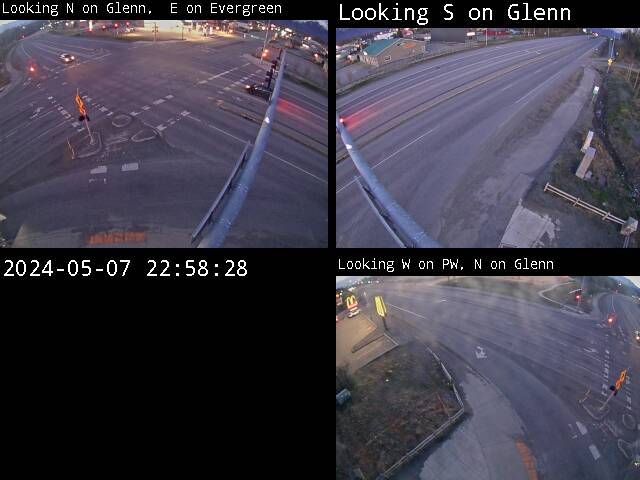 Looking N on Glenn,  E on Evergreen
Looking S on Glenn
2024-05-07 22:58:28
Looking W on PW, N on Glenn